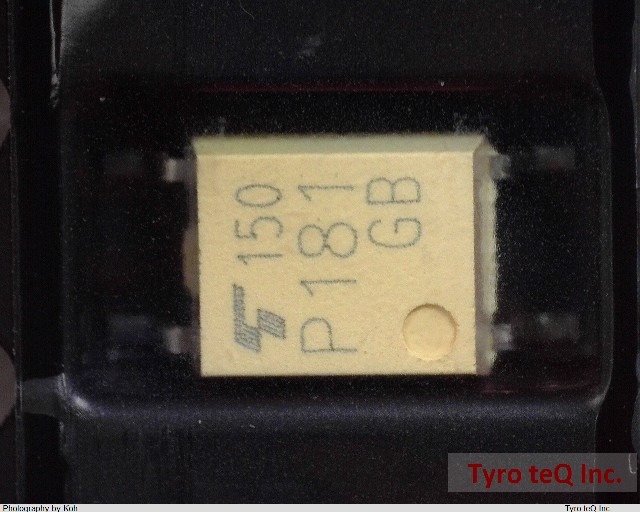 150
P181
GB
Tyro teQ Inc.
Photography by Koh
Tyro teQ Inc.